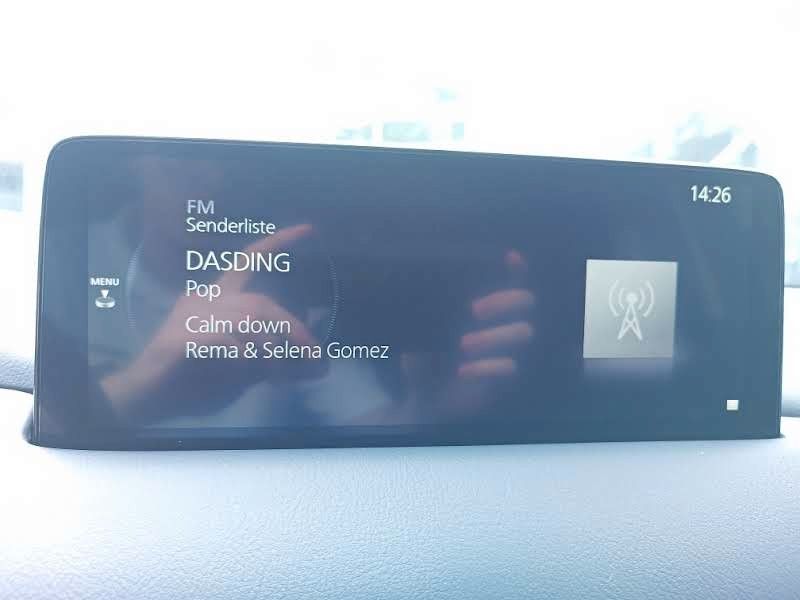 14:26
FM
Senderliste
DASDING
MENU
Pop
Calm down
Rema & Selena Gomez